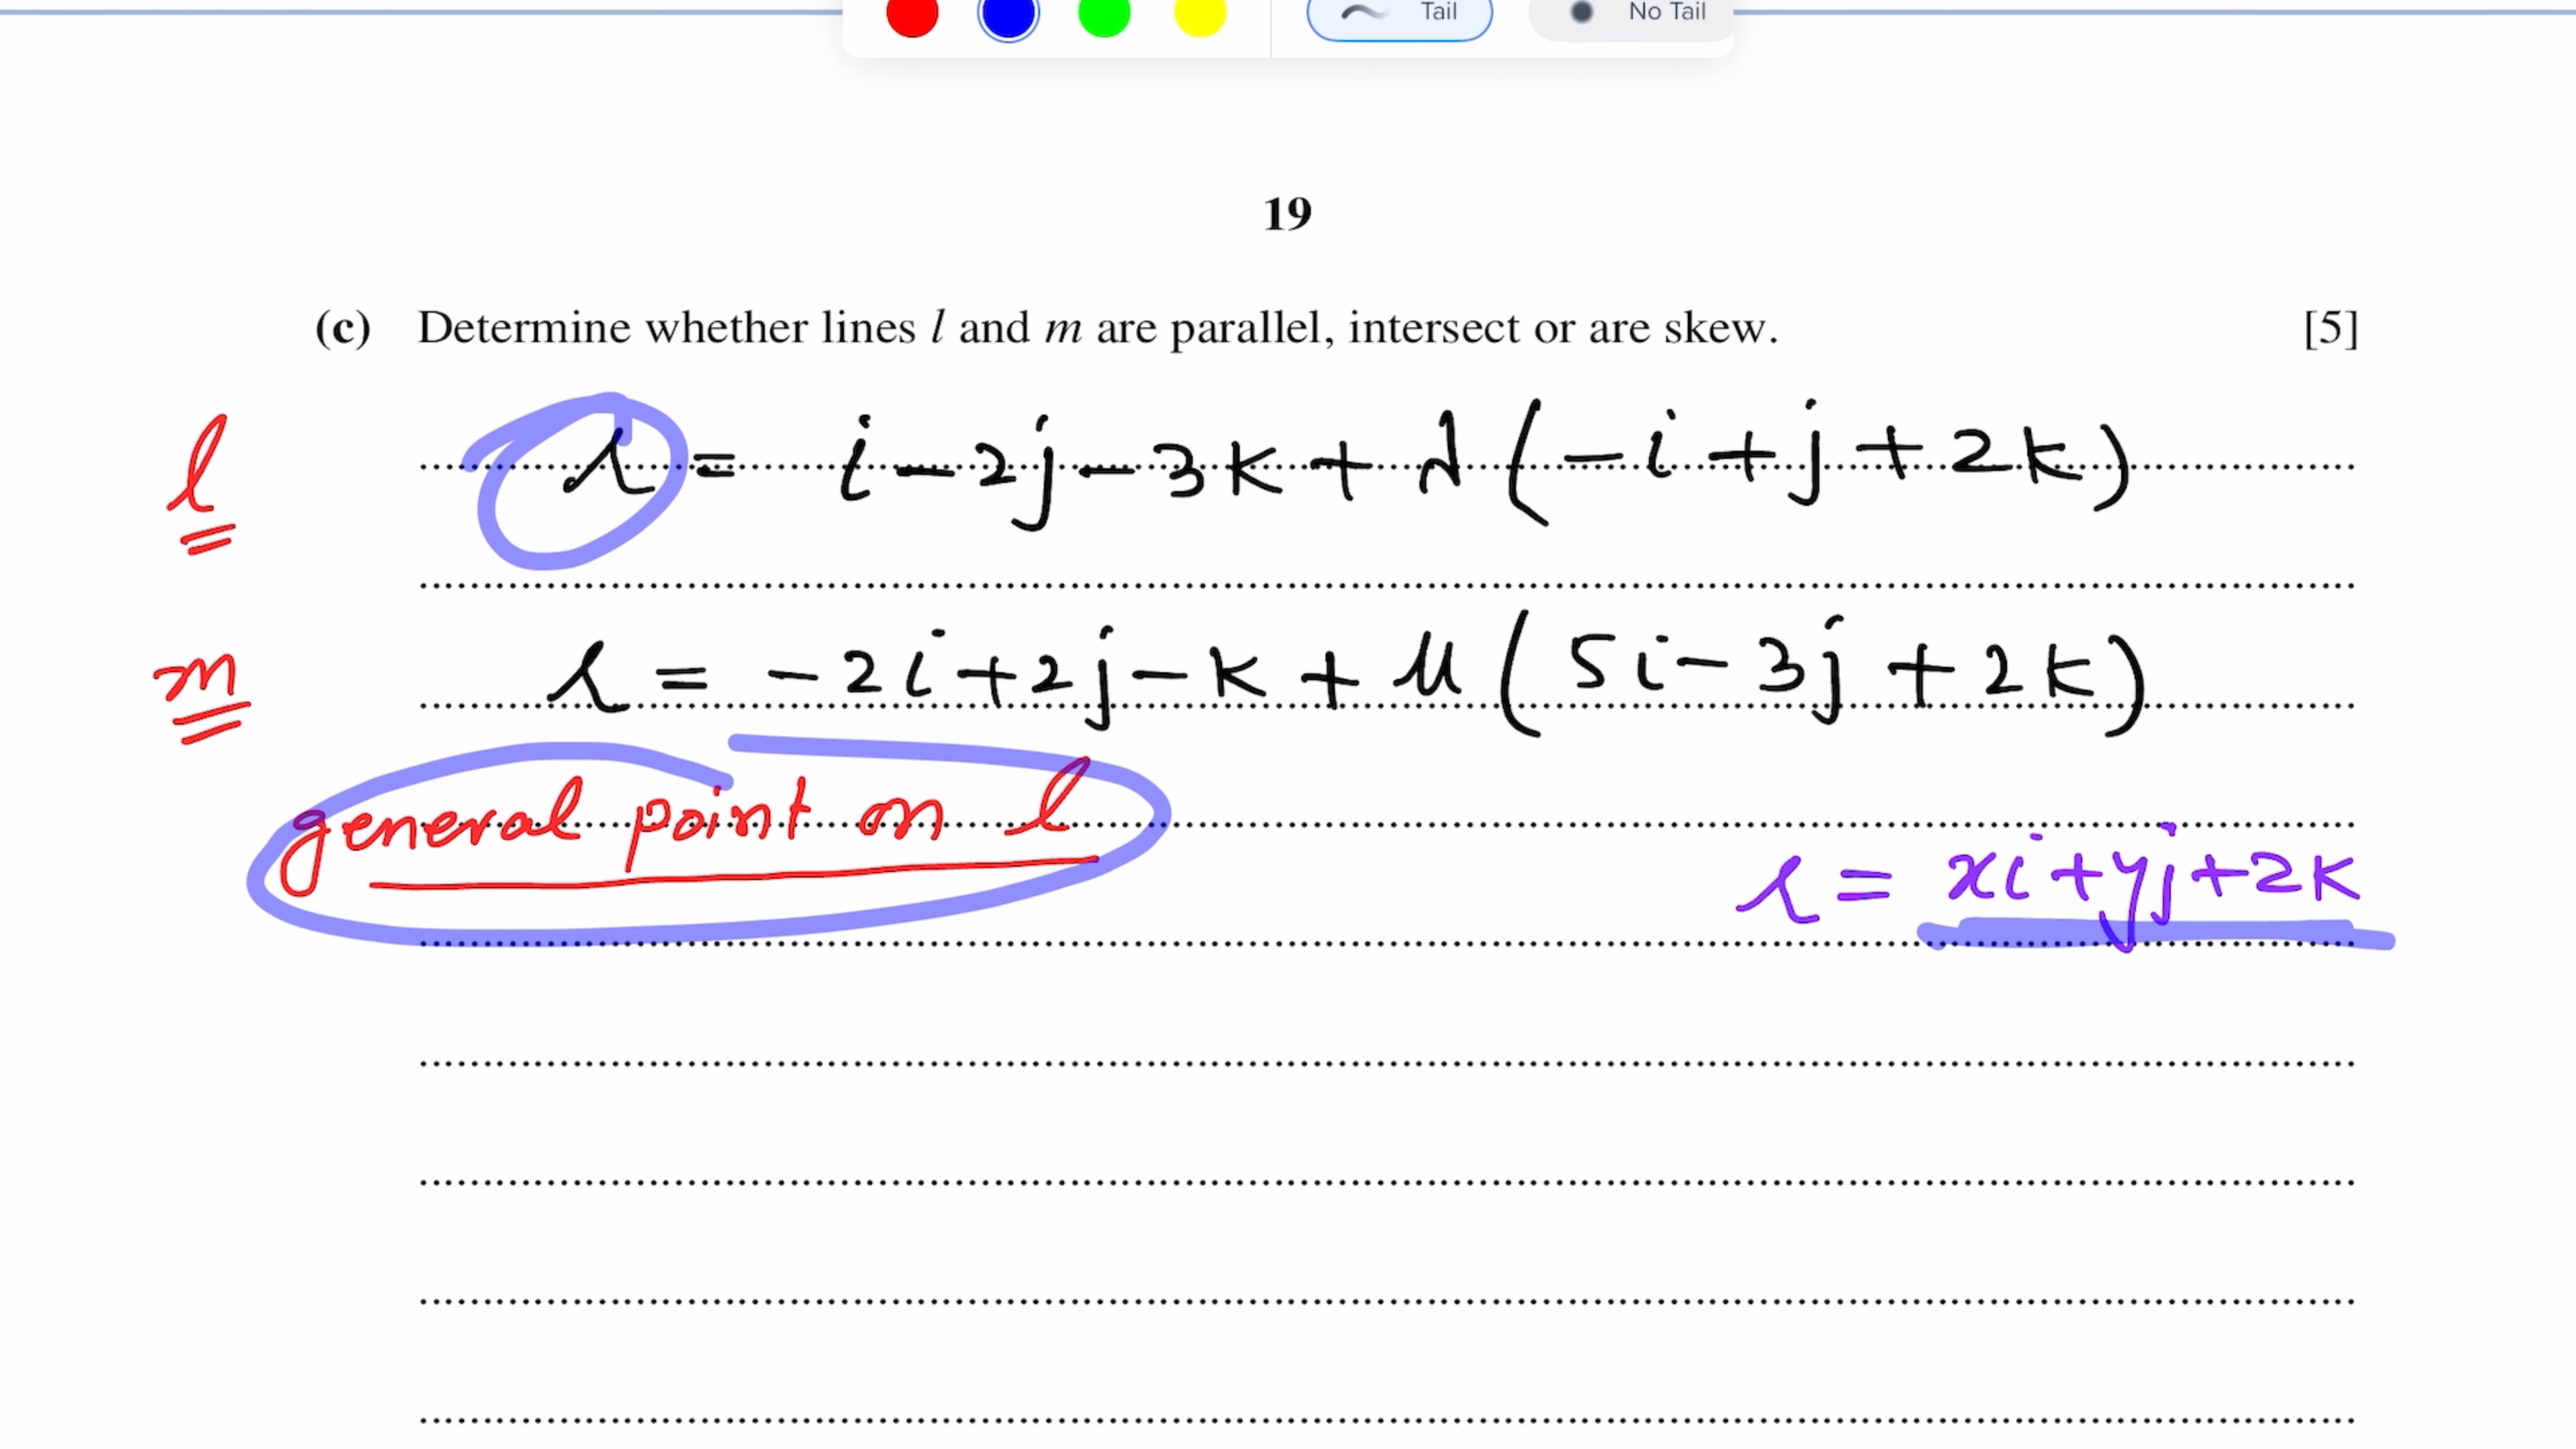 Tail No Tail
19
(c) Determine whether lines l and m are parallel, intersect or are skew. [5]
l r = i - 2j - 3k + λ(-i + j + 2k)
m r = -2i + 2j - k + μ(5i - 3j + 2k)
general point on l
r = xi + yj + zk